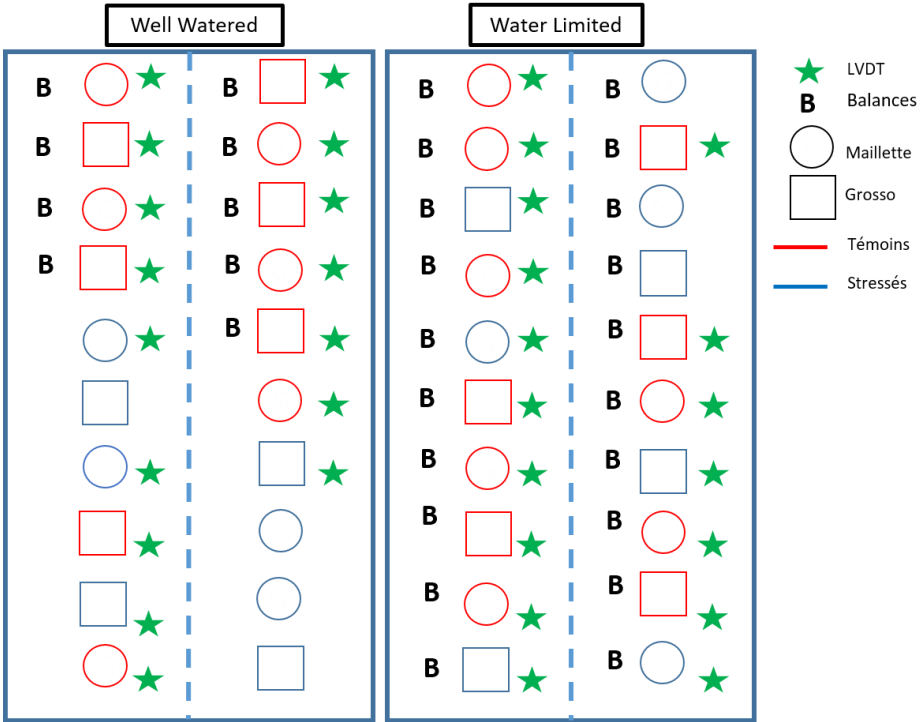 Well Watered
Water Limited
B B B B LVDT
B Balances
B B B B Maillette
B B B B Grosso
B B B B Témoins
Stressés
B B B
B B
B B
B B
B B
B B